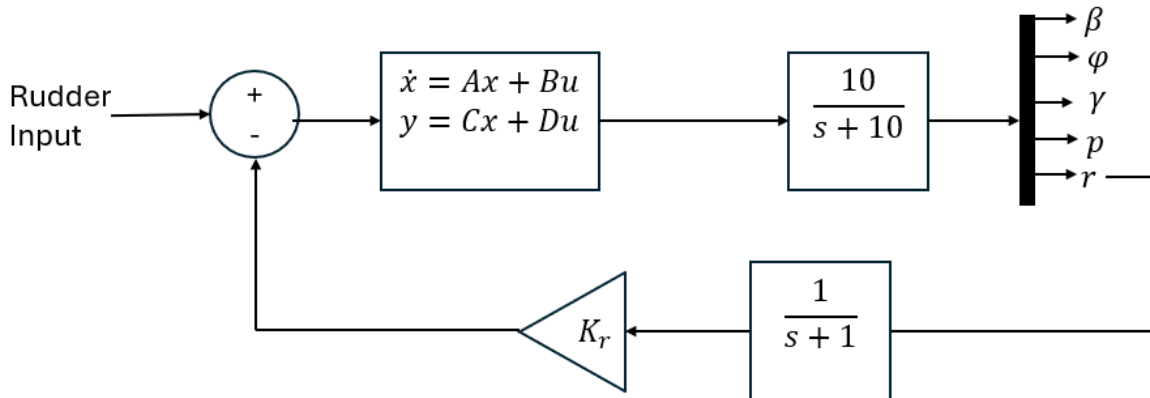 Rudder
Input
+
-
ẋ = Ax + Bu
y = Cx + Du
10
s + 10
β
φ
γ
p
r
K_r
1
s + 1